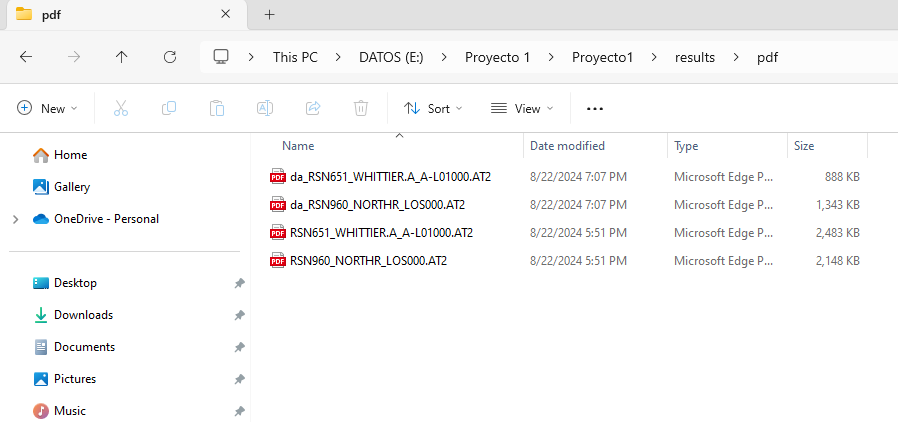 pdf
This PC > DATOS (E:) > Proyecto 1 > Proyecto1 > results > pdf
New Sort View
Name Date modified Type Size
Home
Gallery
OneDrive - Personal
Desktop
Downloads
Documents
Pictures
Music
PDF da_RSN651_WHITTIER.A_A-L01000.AT2 8/22/2024 7:07 PM Microsoft Edge P... 888 KB
PDF da_RSN960_NORTHR_LOS000.AT2 8/22/2024 7:07 PM Microsoft Edge P... 1,343 KB
PDF RSN651_WHITTIER.A_A-L01000.AT2 8/22/2024 5:51 PM Microsoft Edge P... 2,483 KB
PDF RSN960_NORTHR_LOS000.AT2 8/22/2024 5:51 PM Microsoft Edge P... 2,148 KB